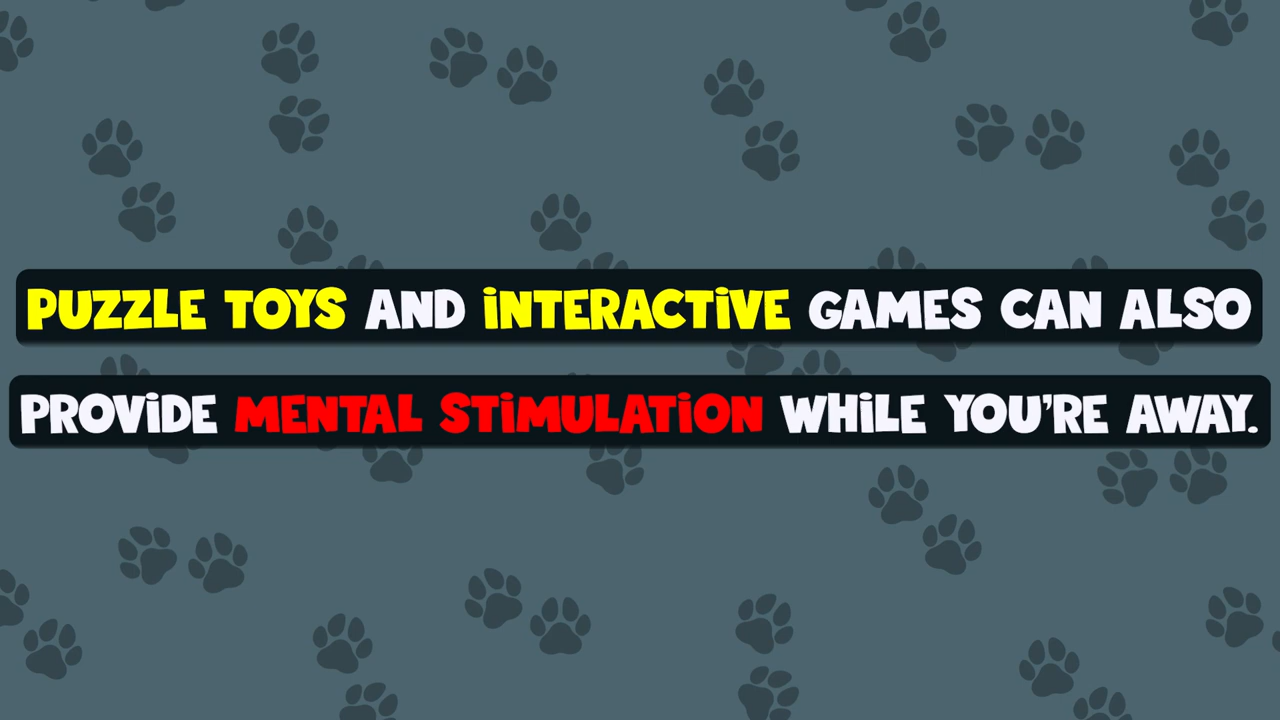 PUZZLE TOYS AND INTERACTIVE GAMES CAN ALSO
PROVIDE MENTAL STIMULATION WHILE YOU'RE AWAY.